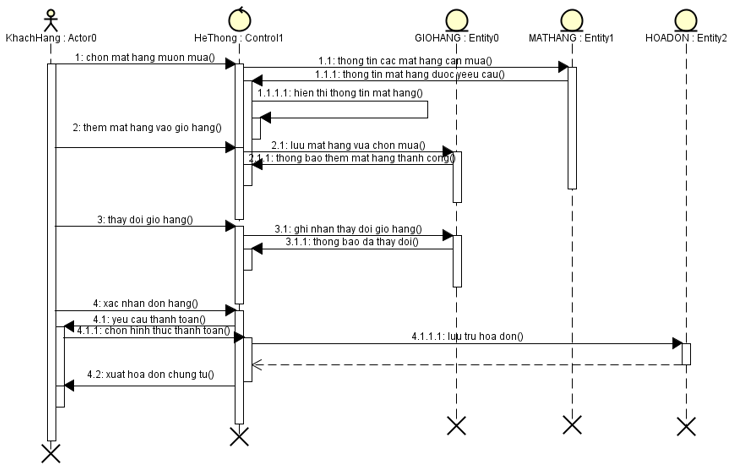 KhachHang : Actor0
HeThong : Control1
GIOHANG : Entity0
MATHANG : Entity1
HOADON : Entity2
1: chon mat hang muon mua()
1.1: thong tin cac mat hang can mua()
1.1.1: thong tin mat hang duoc yeeu cau()
1.1.1.1: hien thi thong tin mat hang()
2: them mat hang vao gio hang()
2.1: luu mat hang vua chon mua()
2.1.1: thong bao them mat hang thanh cong()
3: thay doi gio hang()
3.1: ghi nhan thay doi gio hang()
3.1.1: thong bao da thay doi()
4: xac nhan don hang()
4.1: yeu cau thanh toan()
4.1.1: chon hinh thuc thanh toan()
4.1.1.1: luu tru hoa don()
4.2: xuat hoa don chung tu()